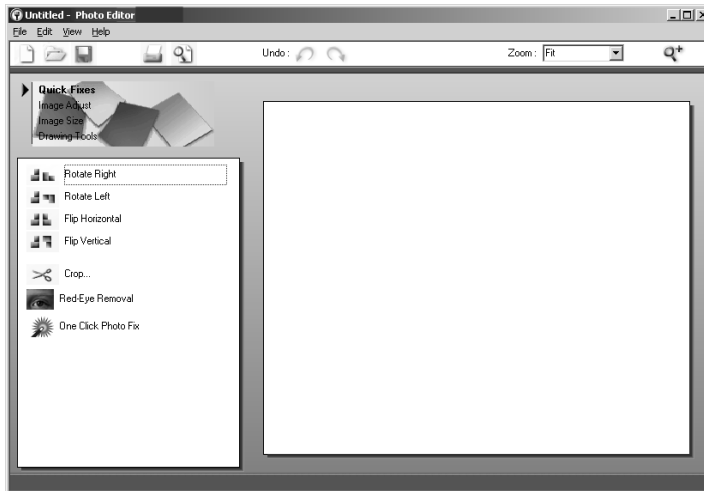 Untitled - Photo Editor
File Edit View Help
Undo : Zoom : Fit
Quick Fixes
Image Adjust
Image Size
Drawing Tools
Rotate Right
Rotate Left
Flip Horizontal
Flip Vertical
Crop...
Red-Eye Removal
One Click Photo Fix